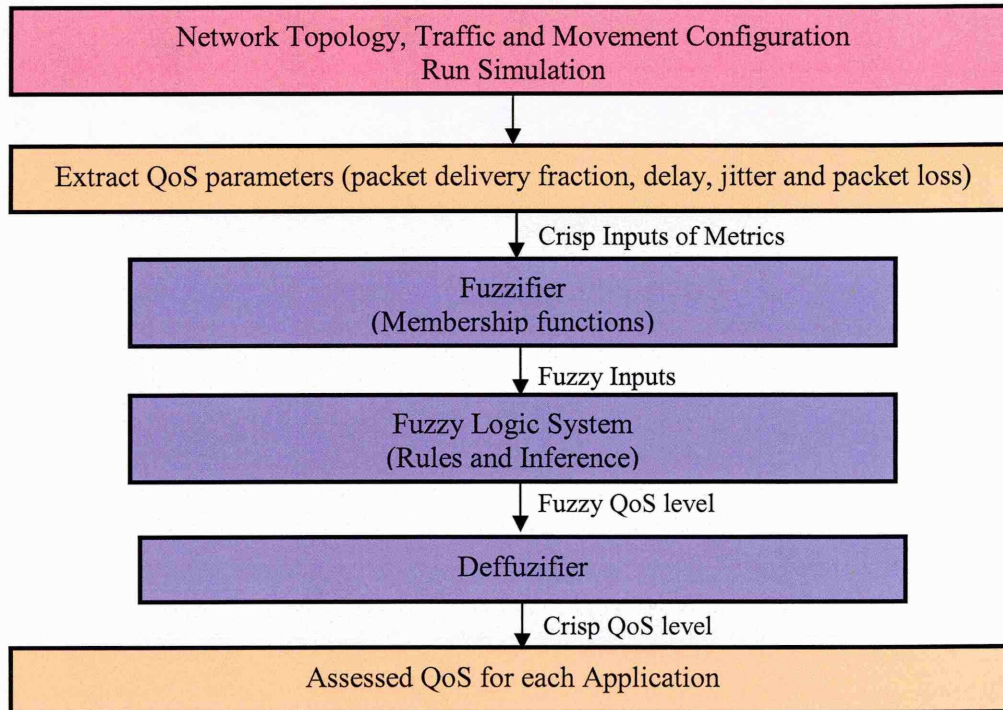 Network Topology, Traffic and Movement Configuration
Run Simulation
Extract QoS parameters (packet delivery fraction, delay, jitter and packet loss)
Crisp Inputs of Metrics
Fuzzifier
(Membership functions)
Fuzzy Inputs
Fuzzy Logic System
(Rules and Inference)
Fuzzy QoS level
Deffuzifier
Crisp QoS level
Assessed QoS for each Application